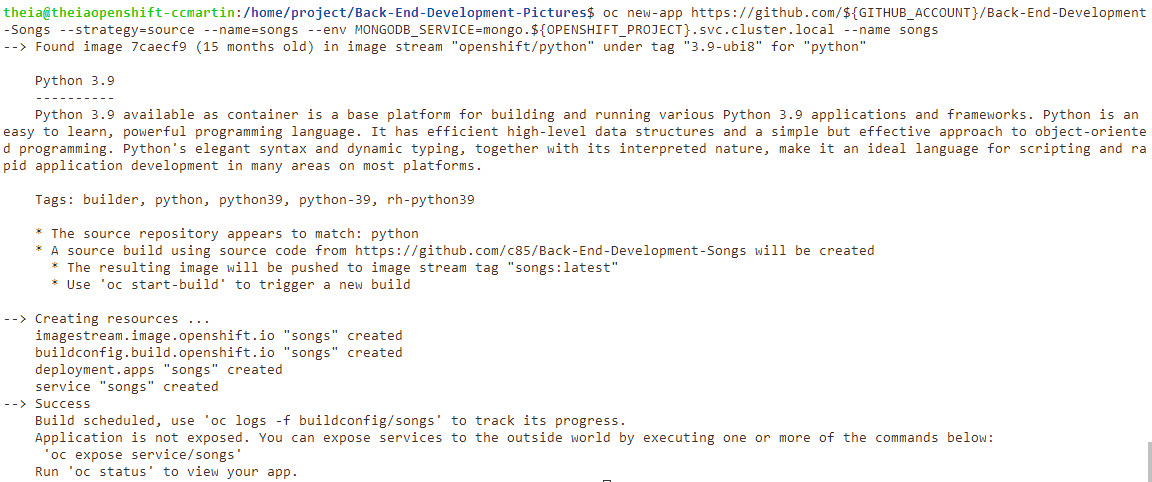 theia@theiaopenshift-ccmartin:/home/project/Back-End-Development-Pictures$ oc new-app https://github.com/${GITHUB_ACCOUNT}/Back-End-Development
-Songs --strategy=source --name=songs --env MONGODB_SERVICE=mongo.${OPENSHIFT_PROJECT}.svc.cluster.local --name songs
--> Found image 7caecf9 (15 months old) in image stream "openshift/python" under tag "3.9-ubi8" for "python"
Python 3.9
----------
Python 3.9 available as container is a base platform for building and running various Python 3.9 applications and frameworks. Python is an
easy to learn, powerful programming language. It has efficient high-level data structures and a simple but effective approach to object-oriente
d programming. Python's elegant syntax and dynamic typing, together with its interpreted nature, make it an ideal language for scripting and ra
pid application development in many areas on most platforms.
Tags: builder, python, python39, python-39, rh-python39
* The source repository appears to match: python
* A source build using source code from https://github.com/c85/Back-End-Development-Songs will be created
* The resulting image will be pushed to image stream tag "songs:latest"
* Use 'oc start-build' to trigger a new build
--> Creating resources ...
imagestream.image.openshift.io "songs" created
buildconfig.build.openshift.io "songs" created
deployment.apps "songs" created
service "songs" created
--> Success
Build scheduled, use 'oc logs -f buildconfig/songs' to track its progress.
Application is not exposed. You can expose services to the outside world by executing one or more of the commands below:
'oc expose service/songs'
Run 'oc status' to view your app.